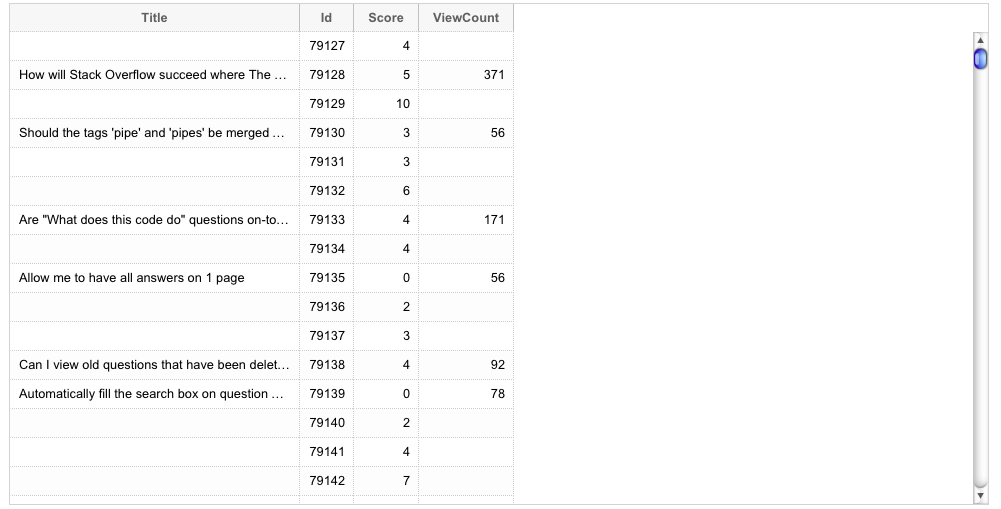 Title Id Score ViewCount
79127 4
How will Stack Overflow succeed where The ... 79128 5 371
79129 10
Should the tags 'pipe' and 'pipes' be merged ... 79130 3 56
79131 3
79132 6
Are "What does this code do" questions on-to... 79133 4 171
79134 4
Allow me to have all answers on 1 page 79135 0 56
79136 2
79137 3
Can I view old questions that have been delet... 79138 4 92
Automatically fill the search box on question ... 79139 0 78
79140 2
79141 4
79142 7